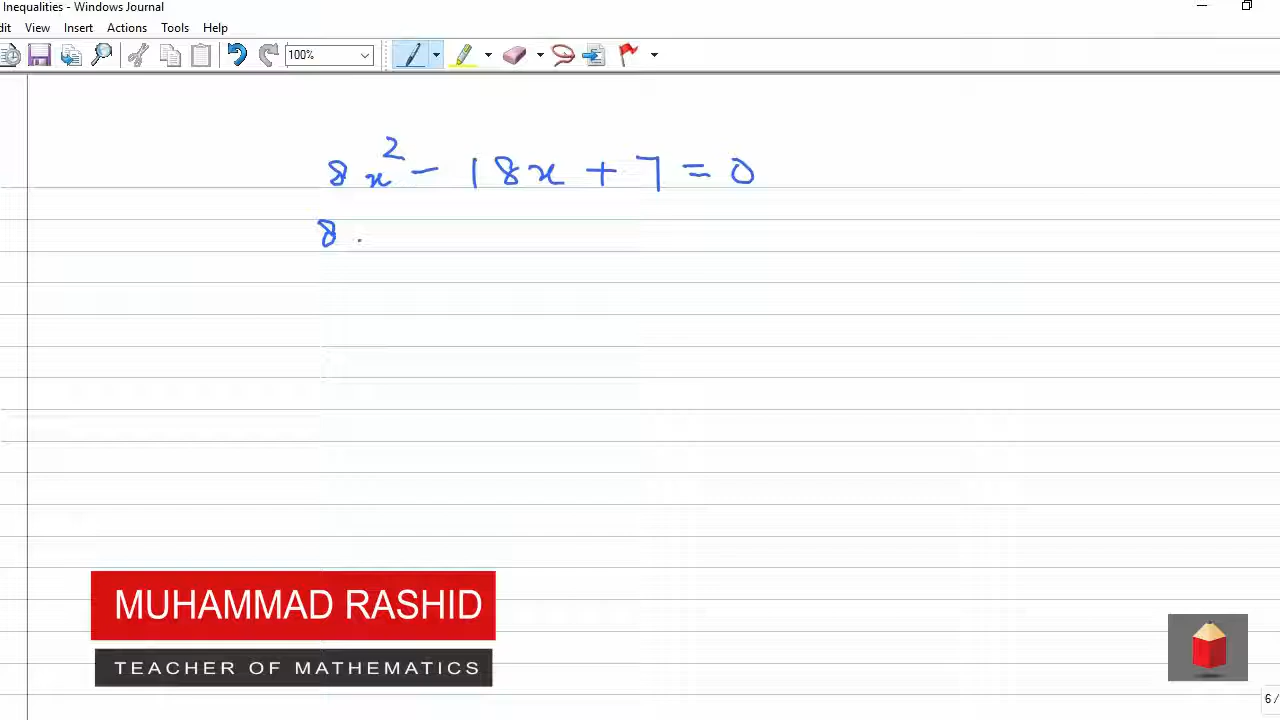 Inequalities - Windows Journal
dit View Insert Actions Tools Help
100%
8x² - 18x + 7 = 0
8
MUHAMMAD RASHID
TEACHER OF MATHEMATICS
6/